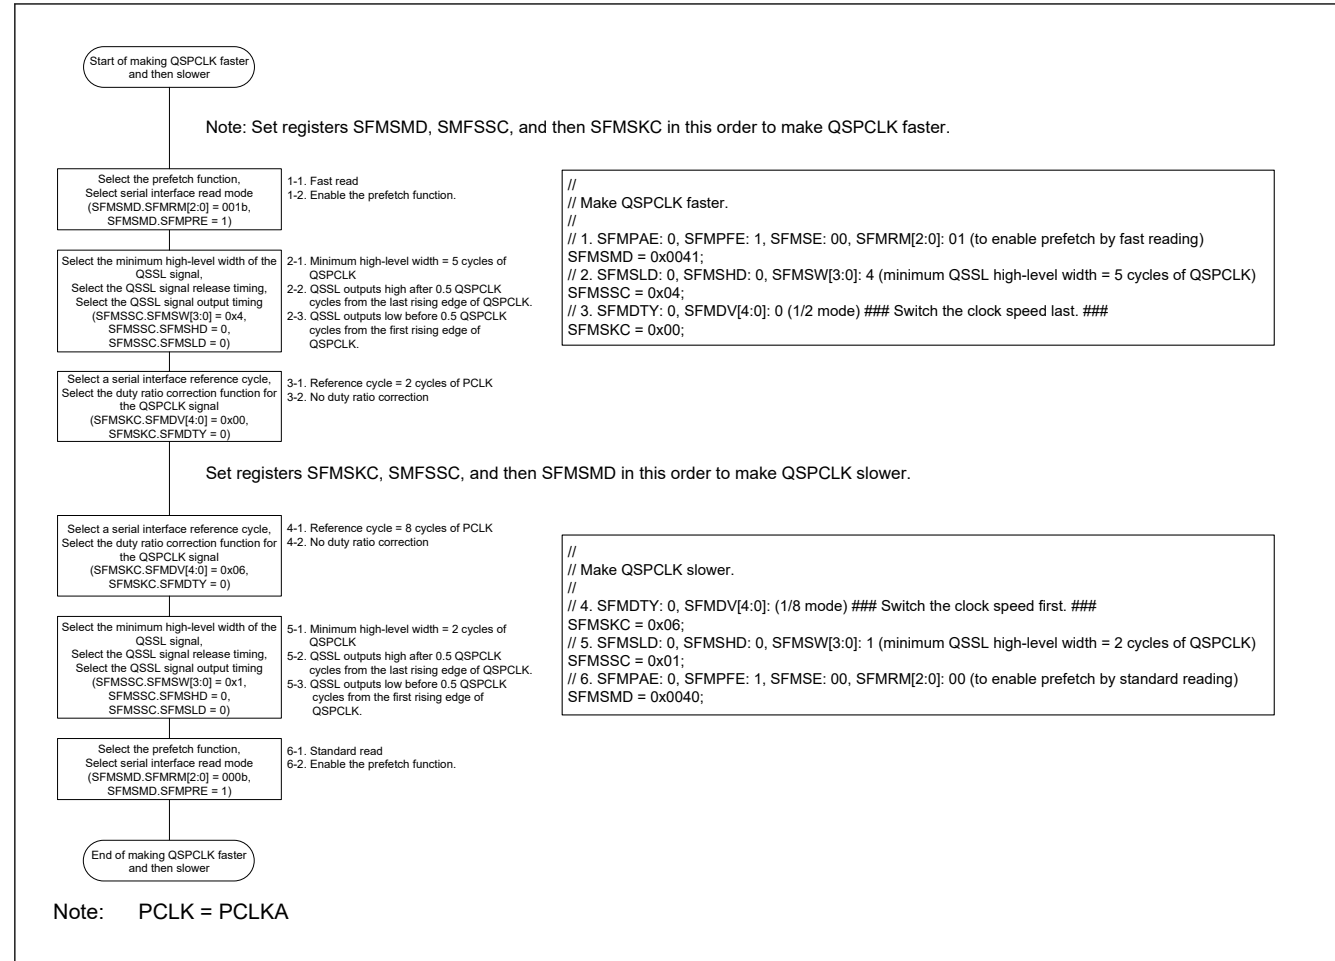 Start of making QSPCLK faster
and then slower
Note: Set registers SFMSMD, SMFSSC, and then SFMSKC in this order to make QSPCLK faster.
Select the prefetch function,
Select serial interface read mode
(SFMSMD.SFMRM[2:0] = 001b,
SFMSMD.SFMPRE = 1)
1-1. Fast read
1-2. Enable the prefetch function.
Select the minimum high-level width of the
QSSL signal,
Select the QSSL signal release timing,
Select the QSSL signal output timing
(SFMSSC.SFMSW[3:0] = 0x4,
SFMSSC.SFMSHD = 0,
SFMSSC.SFMSLD = 0)
2-1. Minimum high-level width = 5 cycles of
QSPCLK
2-2. QSSL outputs high after 0.5 QSPCLK
cycles from the last rising edge of QSPCLK.
2-3. QSSL outputs low before 0.5 QSPCLK
cycles from the first rising edge of
QSPCLK.
Select a serial interface reference cycle,
Select the duty ratio correction function for
the QSPCLK signal
(SFMSKC.SFMDV[4:0] = 0x00,
SFMSKC.SFMDTY = 0)
3-1. Reference cycle = 2 cycles of PCLK
3-2. No duty ratio correction
//
// Make QSPCLK faster.
//
// 1. SFMPAE: 0, SFMPFE: 1, SFMSE: 00, SFMRM[2:0]: 01 (to enable prefetch by fast reading)
SFMSMD = 0x0041;
// 2. SFMSLD: 0, SFMSHD: 0, SFMSW[3:0]: 4 (minimum QSSL high-level width = 5 cycles of QSPCLK)
SFMSSC = 0x04;
// 3. SFMDTY: 0, SFMDV[4:0]: 0 (1/2 mode) ### Switch the clock speed last. ###
SFMSKC = 0x00;
Set registers SFMSKC, SMFSSC, and then SFMSMD in this order to make QSPCLK slower.
Select a serial interface reference cycle,
Select the duty ratio correction function for
the QSPCLK signal
(SFMSKC.SFMDV[4:0] = 0x06,
SFMSKC.SFMDTY = 0)
4-1. Reference cycle = 8 cycles of PCLK
4-2. No duty ratio correction
Select the minimum high-level width of the
QSSL signal,
Select the QSSL signal release timing,
Select the QSSL signal output timing
(SFMSSC.SFMSW[3:0] = 0x1,
SFMSSC.SFMSHD = 0,
SFMSSC.SFMSLD = 0)
5-1. Minimum high-level width = 2 cycles of
QSPCLK
5-2. QSSL outputs high after 0.5 QSPCLK
cycles from the last rising edge of QSPCLK.
5-3. QSSL outputs low before 0.5 QSPCLK
cycles from the first rising edge of
QSPCLK.
Select the prefetch function,
Select serial interface read mode
(SFMSMD.SFMRM[2:0] = 000b,
SFMSMD.SFMPRE = 1)
6-1. Standard read
6-2. Enable the prefetch function.
//
// Make QSPCLK slower.
//
// 4. SFMDTY: 0, SFMDV[4:0]: (1/8 mode) ### Switch the clock speed first. ###
SFMSKC = 0x06;
// 5. SFMSLD: 0, SFMSHD: 0, SFMSW[3:0]: 1 (minimum QSSL high-level width = 2 cycles of QSPCLK)
SFMSSC = 0x01;
// 6. SFMPAE: 0, SFMPFE: 1, SFMSE: 00, SFMRM[2:0]: 00 (to enable prefetch by standard reading)
SFMSMD = 0x0040;
End of making QSPCLK faster
and then slower
Note: PCLK = PCLKA